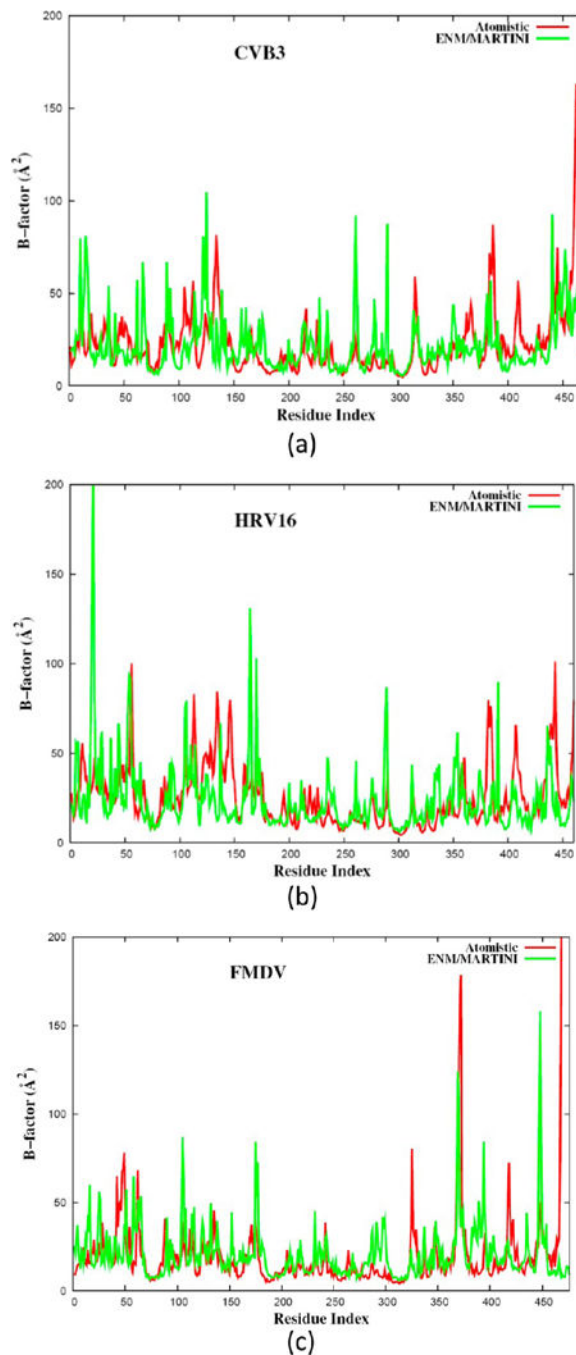 CVB3
Atomistic
ENM/MARTINI
B-factor (Å²)
200
150
100
50
0
0 50 100 150 200 250 300 350 400 450
Residue Index
(a)
HRV16
Atomistic
ENM/MARTINI
B-factor (Å²)
200
150
100
50
0
0 50 100 150 200 250 300 350 400 450
Residue Index
(b)
FMDV
Atomistic
ENM/MARTINI
B-factor (Å²)
200
150
100
50
0
0 50 100 150 200 250 300 350 400 450
Residue Index
(c)